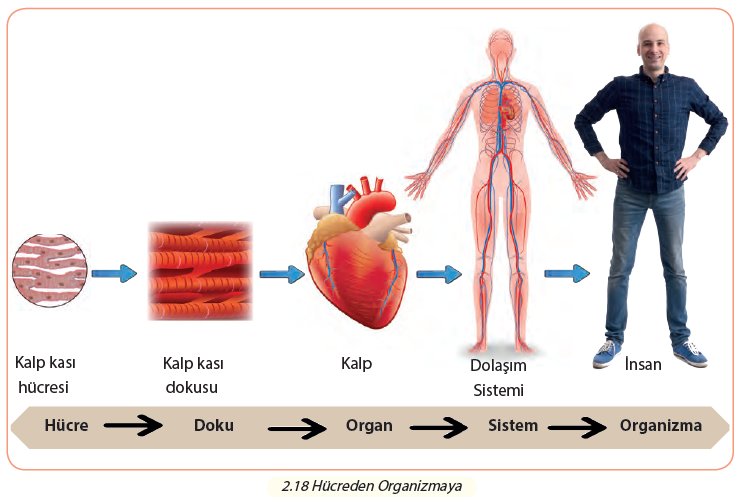 Kalp kası
hücresi
Kalp kası
dokusu
Kalp
Dolaşım
Sistemi
İnsan
Hücre
Doku
Organ
Sistem
Organizma
2.18 Hücreden Organizmaya